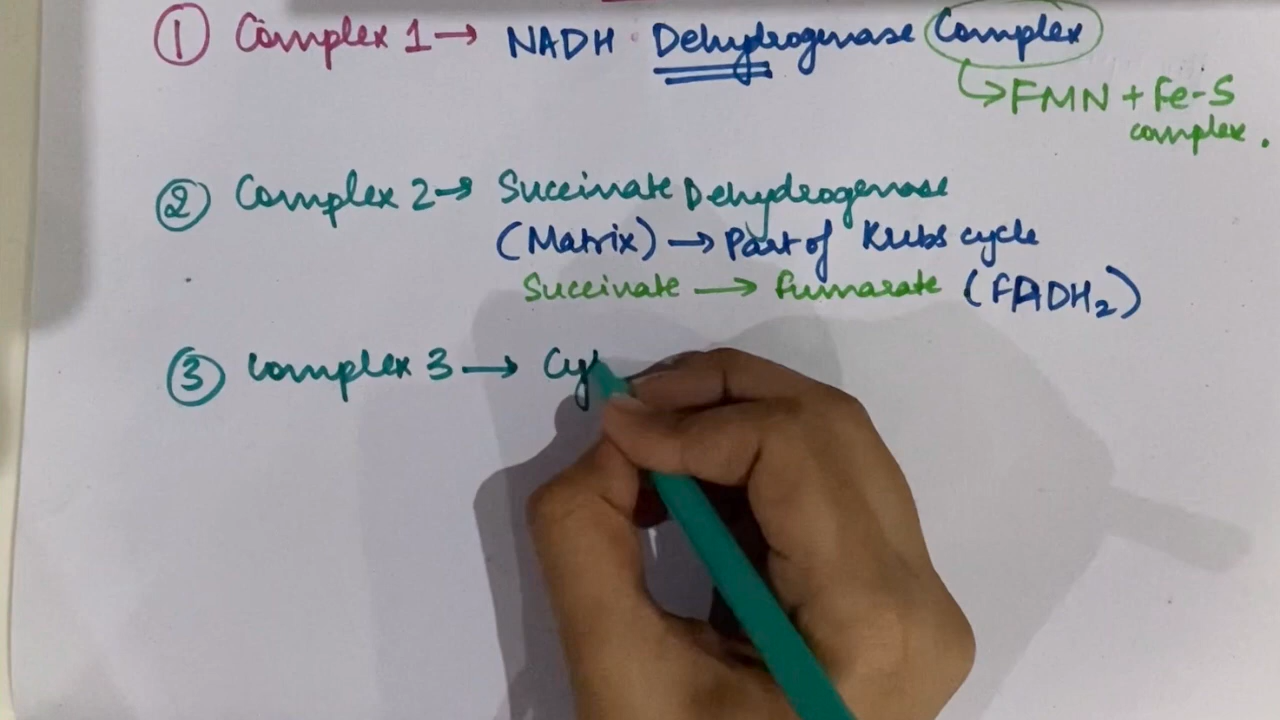 ① Complex 1 → NADH Dehydrogenase Complex
↳ FMN + Fe-S
complex.
② Complex 2 → Succinate Dehydrogenase
(Matrix) → Part of Krebs cycle
Succinate → fumarate (FADH₂)
③ Complex 3 → Cyt